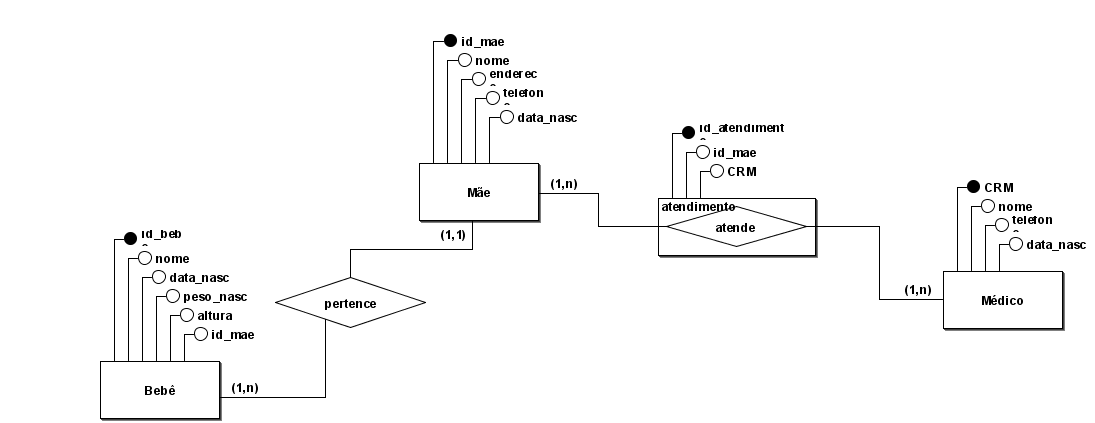 id_mae
nome
enderec
telefon
data_nasc
Mãe
(1,n)
(1,1)
id_atendiment
id_mae
CRM
atendimento
atende
CRM
nome
telefon
data_nasc
(1,n)
Médico
id_beb
nome
data_nasc
peso_nasc
altura
id_mae
pertence
Bebê
(1,n)